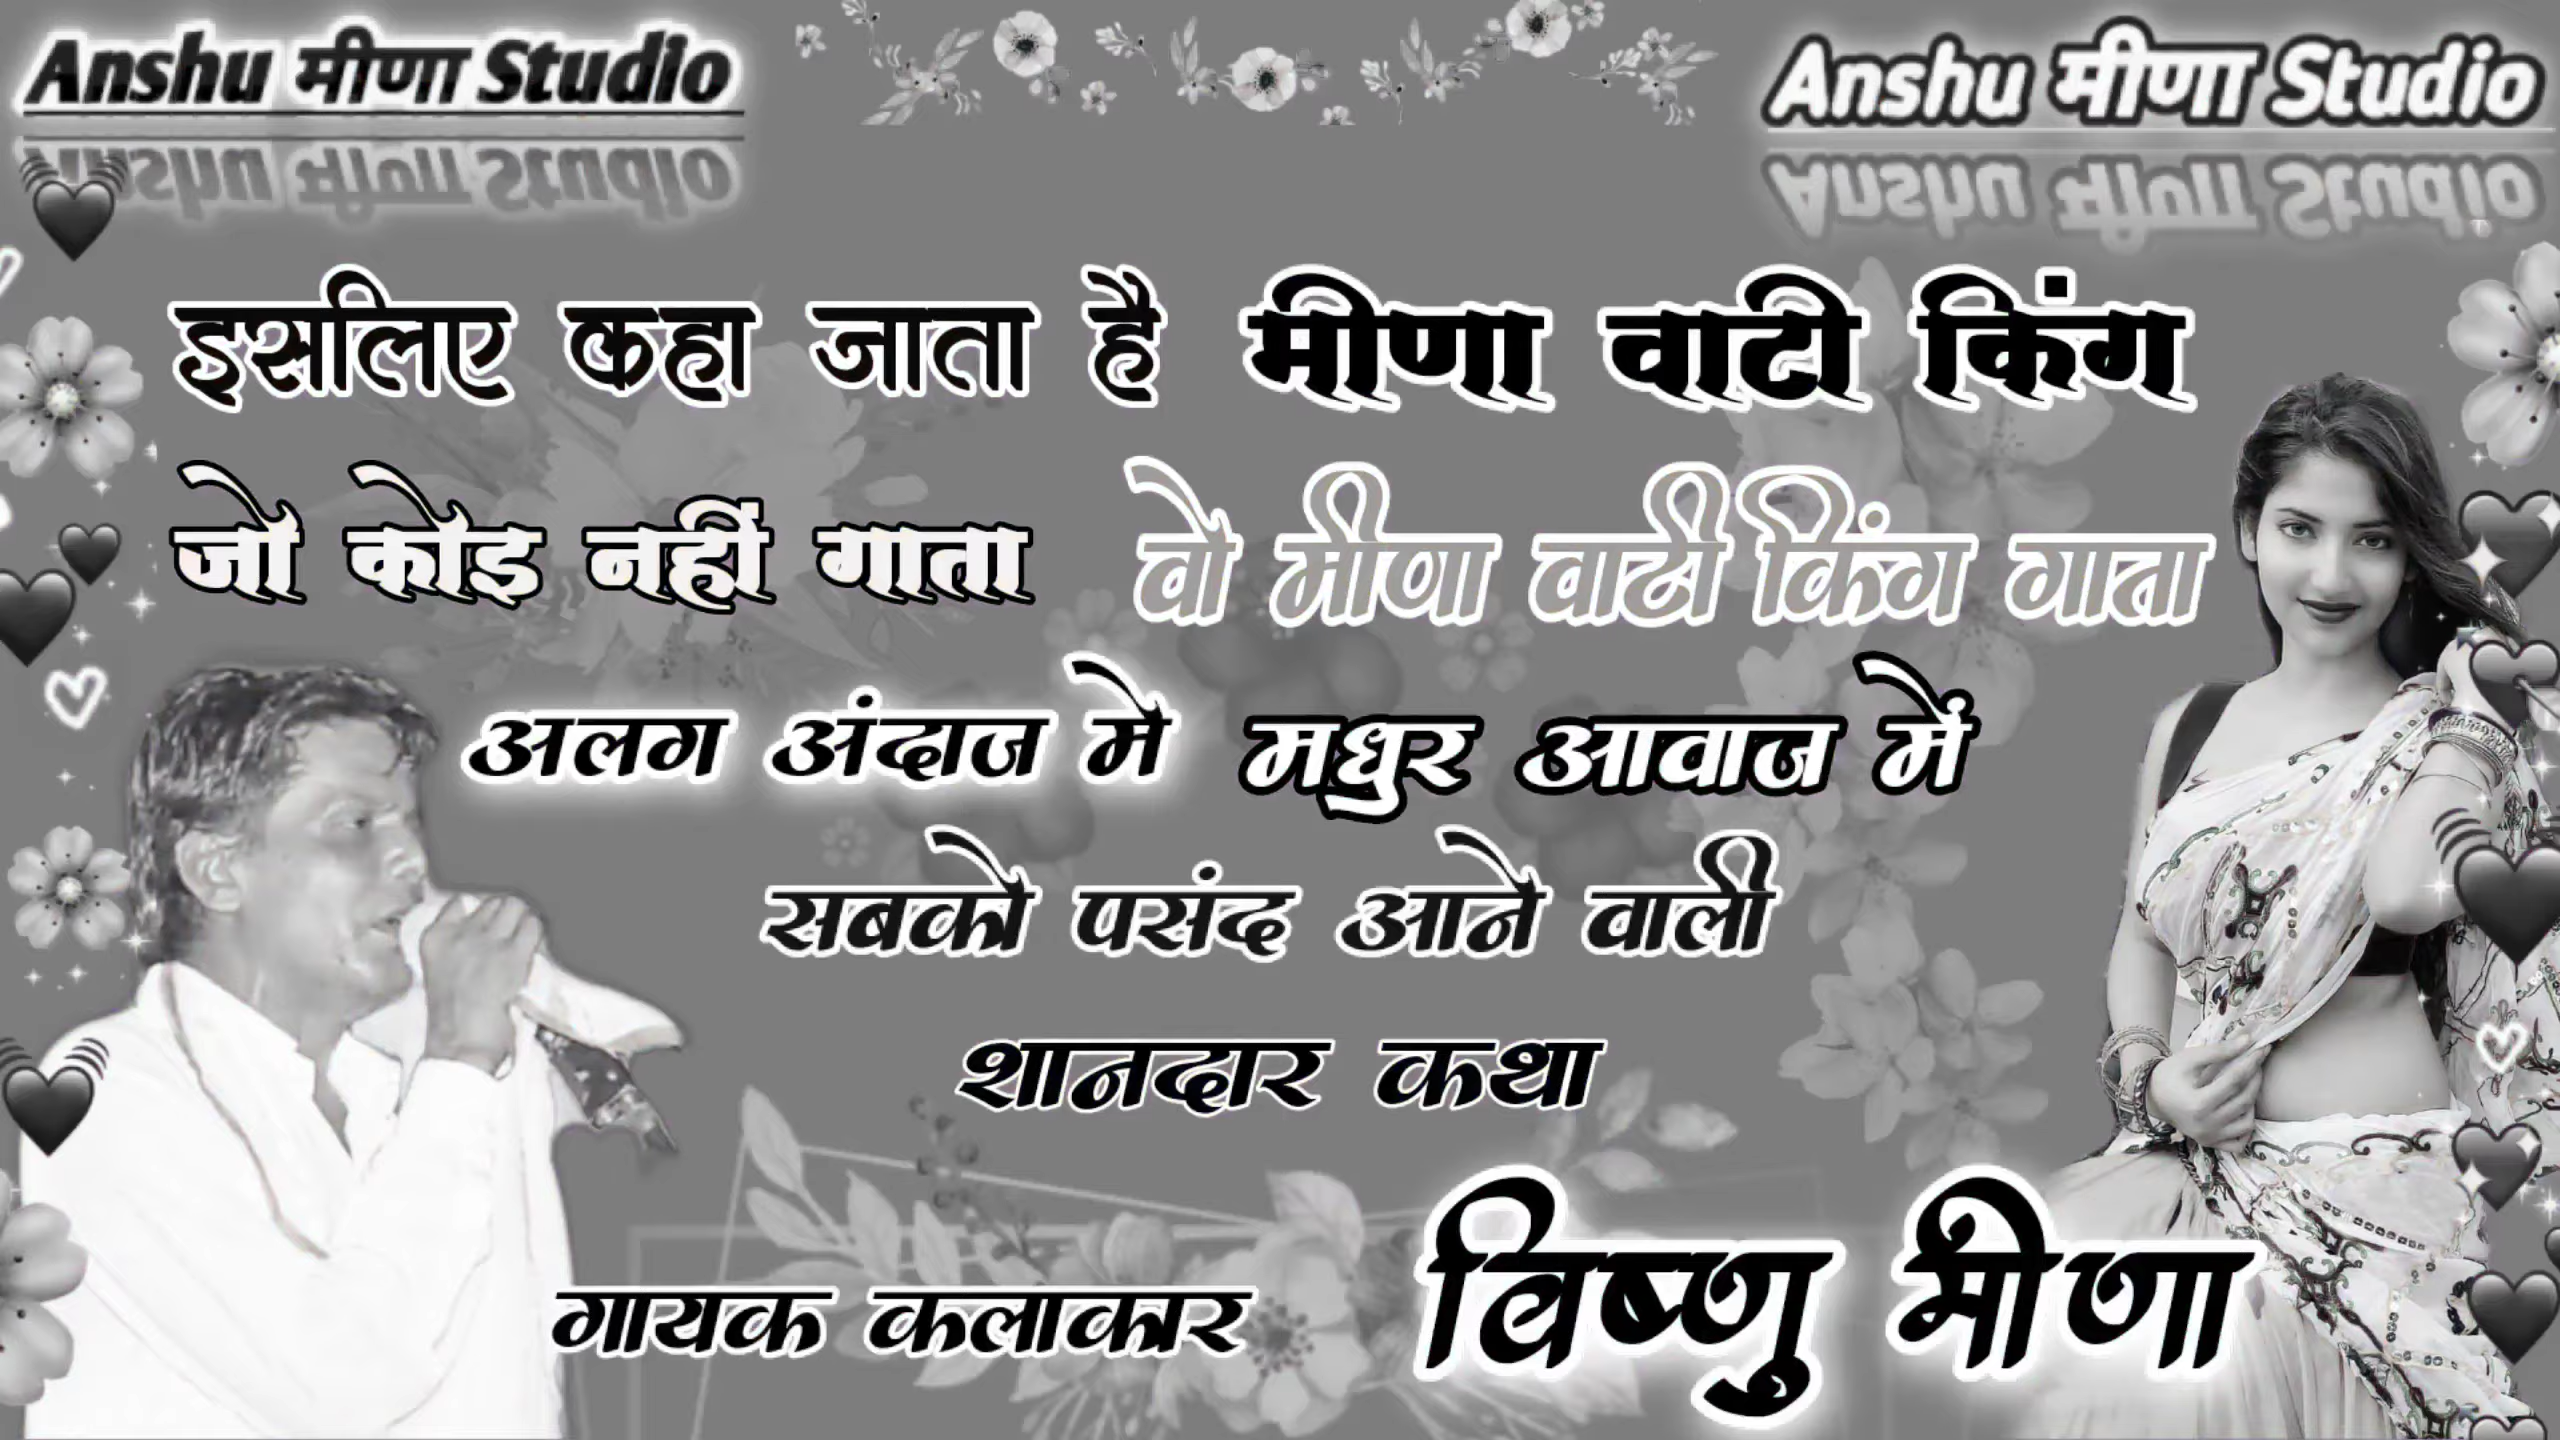 Anshu मीणा Studio Anshu मीणा Studio
इसलिए कहा जाता है मीणा वाटी किंग
जो कोइ नहीं गाता वो मीणा वाटी किंग गाता
अलग अंदाज मे मधुर आवाज में
सबको पसंद आने वाली
शानदार कथा
गायक कलाकार विष्णु मीणा